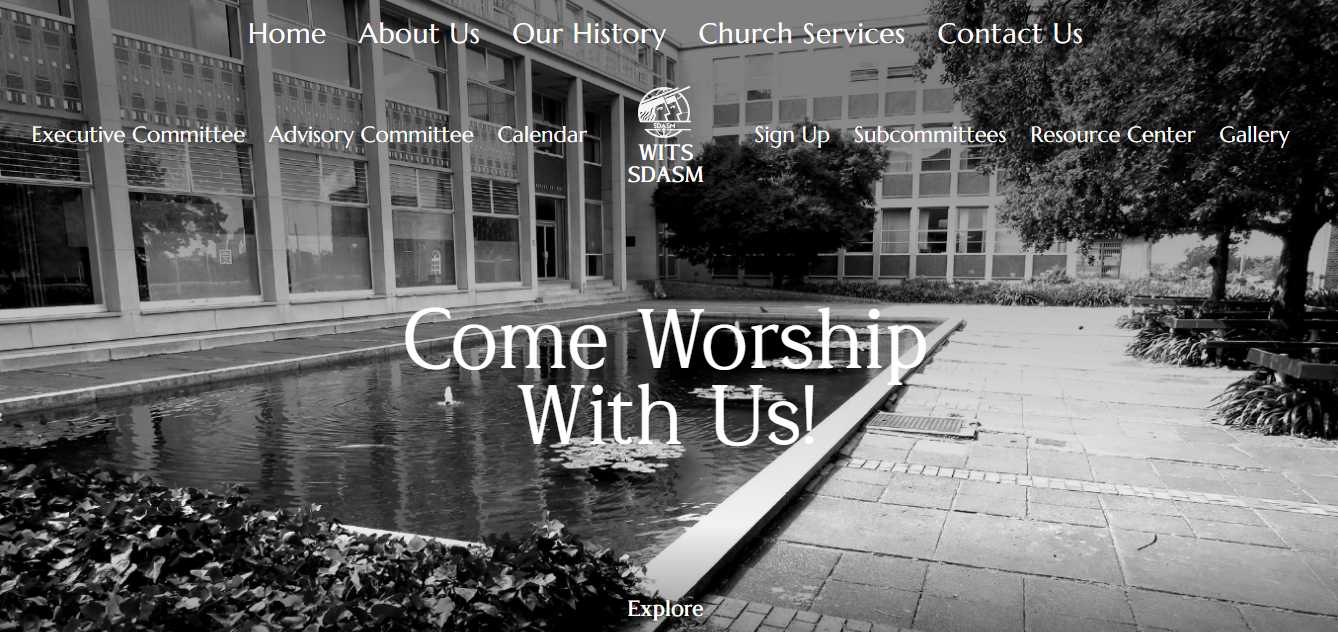 Home About Us Our History Church Services Contact Us
Executive Committee Advisory Committee Calendar
SDASM
WITS
SDASM
Sign Up Subcommittees Resource Center Gallery
Come Worship
With Us!
Explore